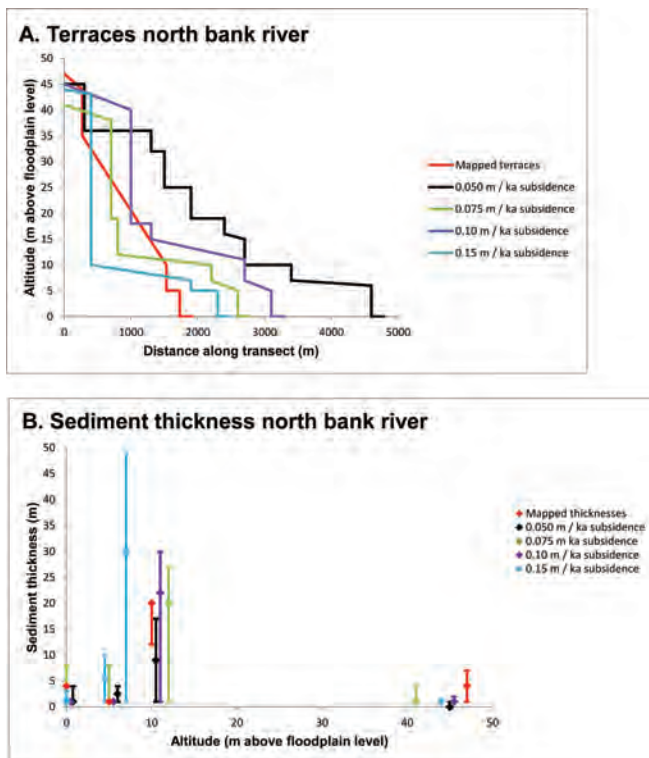 A. Terraces north bank river
50
45
40
35
30
25
20
15
10
5
0
Altitude (m above floodplain level)
0 1000 2000 3000 4000 5000
Distance along transect (m)
Mapped terraces
0.050 m / ka subsidence
0.075 m / ka subsidence
0.10 m / ka subsidence
0.15 m / ka subsidence
B. Sediment thickness north bank river
50
45
40
35
30
25
20
15
10
5
0
Sediment thickness (m)
0 10 20 30 40 50
Altitude (m above floodplain level)
Mapped thicknesses
0.050 m / ka subsidence
0.075 m ka subsidence
0.10 m / ka subsidence
0.15 m / ka subsidence